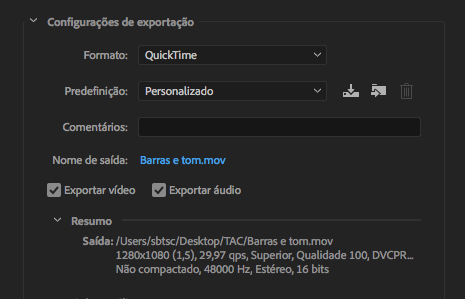 Configurações de exportação
Formato: QuickTime
Predefinição: Personalizado
Comentários:
Nome de saída: Barras e tom.mov
Exportar vídeo Exportar áudio
Resumo
Saída: /Users/sbtsc/Desktop/TAC/Barras e tom.mov
1280x1080 (1,5), 29,97 qps, Superior, Qualidade 100, DVCPR...
Não compactado, 48000 Hz, Estéreo, 16 bits